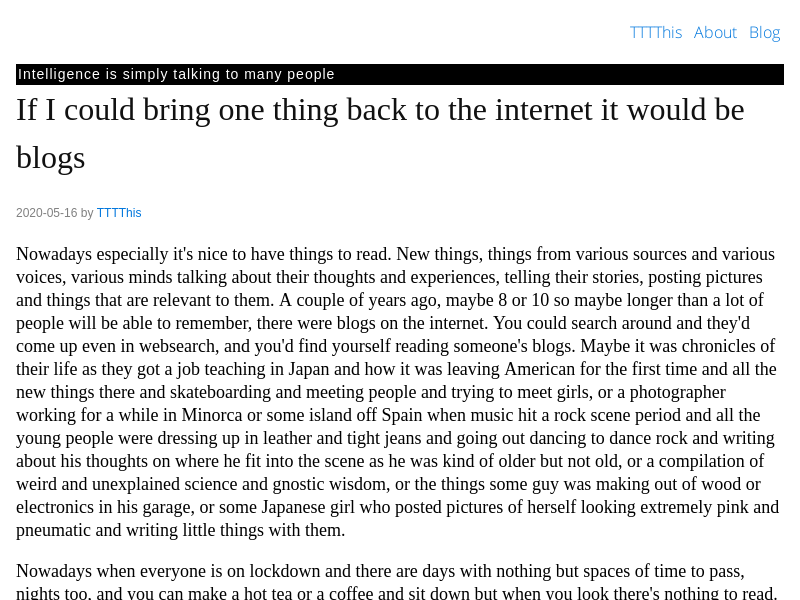 TTTThis About Blog
Intelligence is simply talking to many people
If I could bring one thing back to the internet it would be
blogs
2020-05-16 by TTTThis
Nowadays especially it's nice to have things to read. New things, things from various sources and various
voices, various minds talking about their thoughts and experiences, telling their stories, posting pictures
and things that are relevant to them. A couple of years ago, maybe 8 or 10 so maybe longer than a lot of
people will be able to remember, there were blogs on the internet. You could search around and they'd
come up even in websearch, and you'd find yourself reading someone's blogs. Maybe it was chronicles of
their life as they got a job teaching in Japan and how it was leaving American for the first time and all the
new things there and skateboarding and meeting people and trying to meet girls, or a photographer
working for a while in Minorca or some island off Spain when music hit a rock scene period and all the
young people were dressing up in leather and tight jeans and going out dancing to dance rock and writing
about his thoughts on where he fit into the scene as he was kind of older but not old, or a compilation of
weird and unexplained science and gnostic wisdom, or the things some guy was making out of wood or
electronics in his garage, or some Japanese girl who posted pictures of herself looking extremely pink and
pneumatic and writing little things with them.
Nowadays when everyone is on lockdown and there are days with nothing but spaces of time to pass,
nights too, and you can make a hot tea or a coffee and sit down but when you look there's nothing to read.